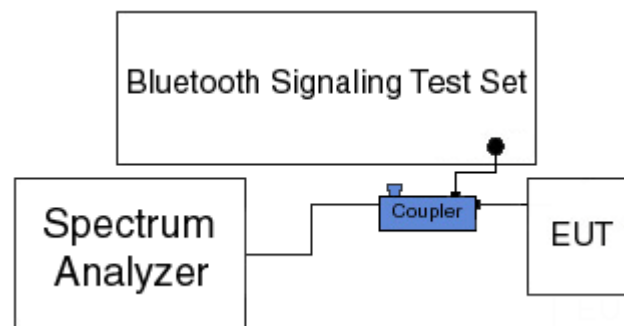 Bluetooth Signaling Test Set
Spectrum
Analyzer
Coupler
EUT